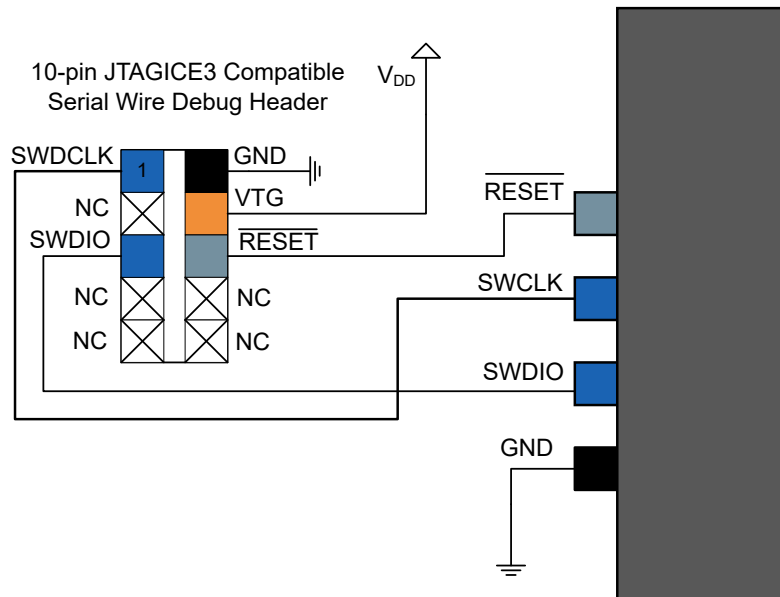 10-pin JTAGICE3 Compatible
Serial Wire Debug Header
VDD
SWDCLK
1
GND
NC
VTG
SWDIO
RESET
NC
NC
NC
NC
RESET
SWCLK
SWDIO
GND